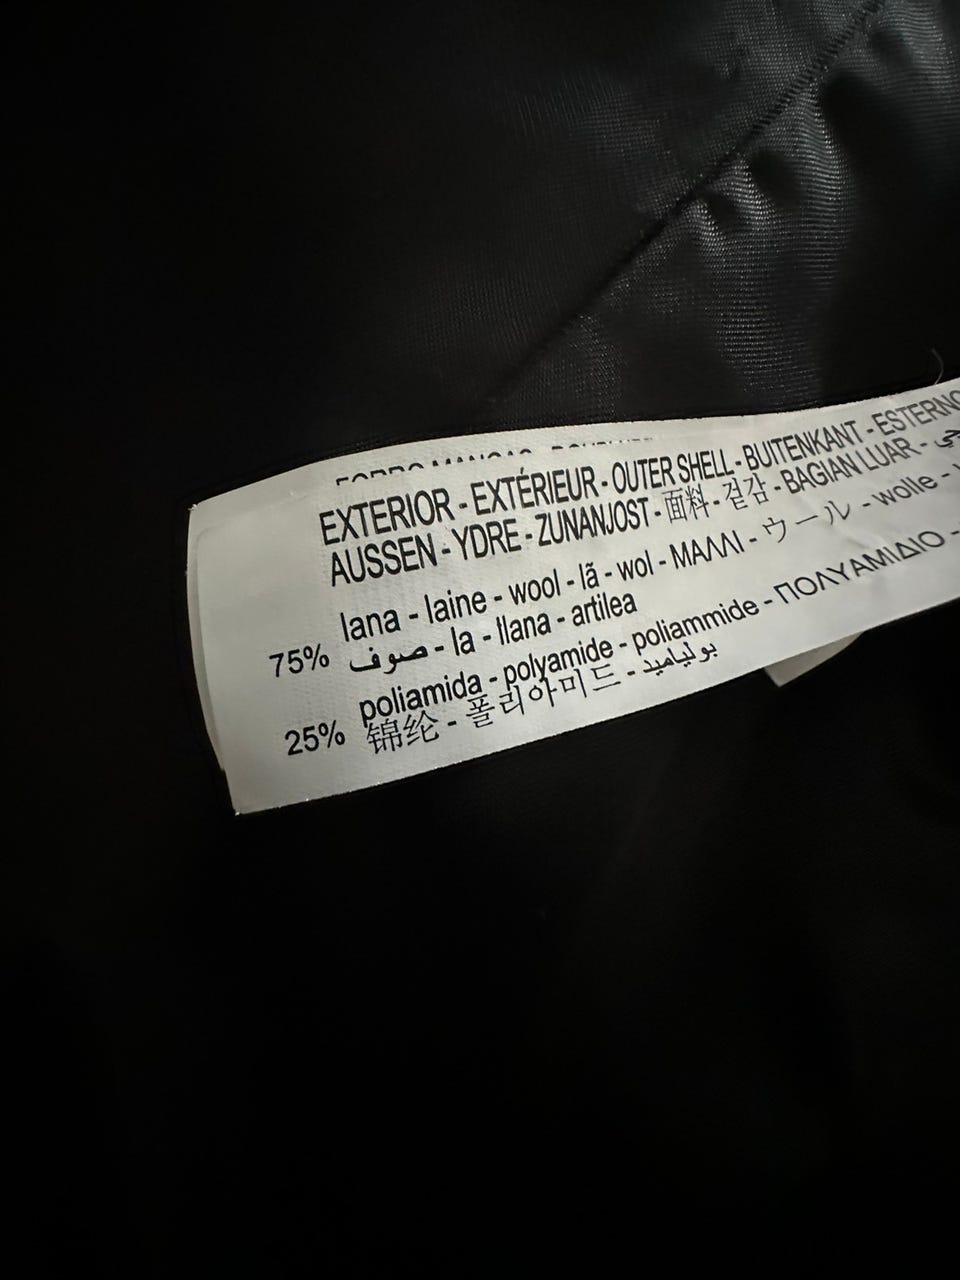 EXTERIOR - EXTÉRIEUR - OUTER SHELL - BUITENKANT - ESTERNO
AUSSEN - YDRE - ZUNANJOST - 面料 - 겉감 - BAGIAN LUAR -
75% lana - laine - wool - lã - wol - ΜΑΛΛΙ - ウール - wolle -
صوف - la - llana - artilea
25% poliamida - polyamide - poliammide - ΠΟΛΥΑΜΙΔΙΟ -
锦纶 - 폴리아미드 - بولياميد